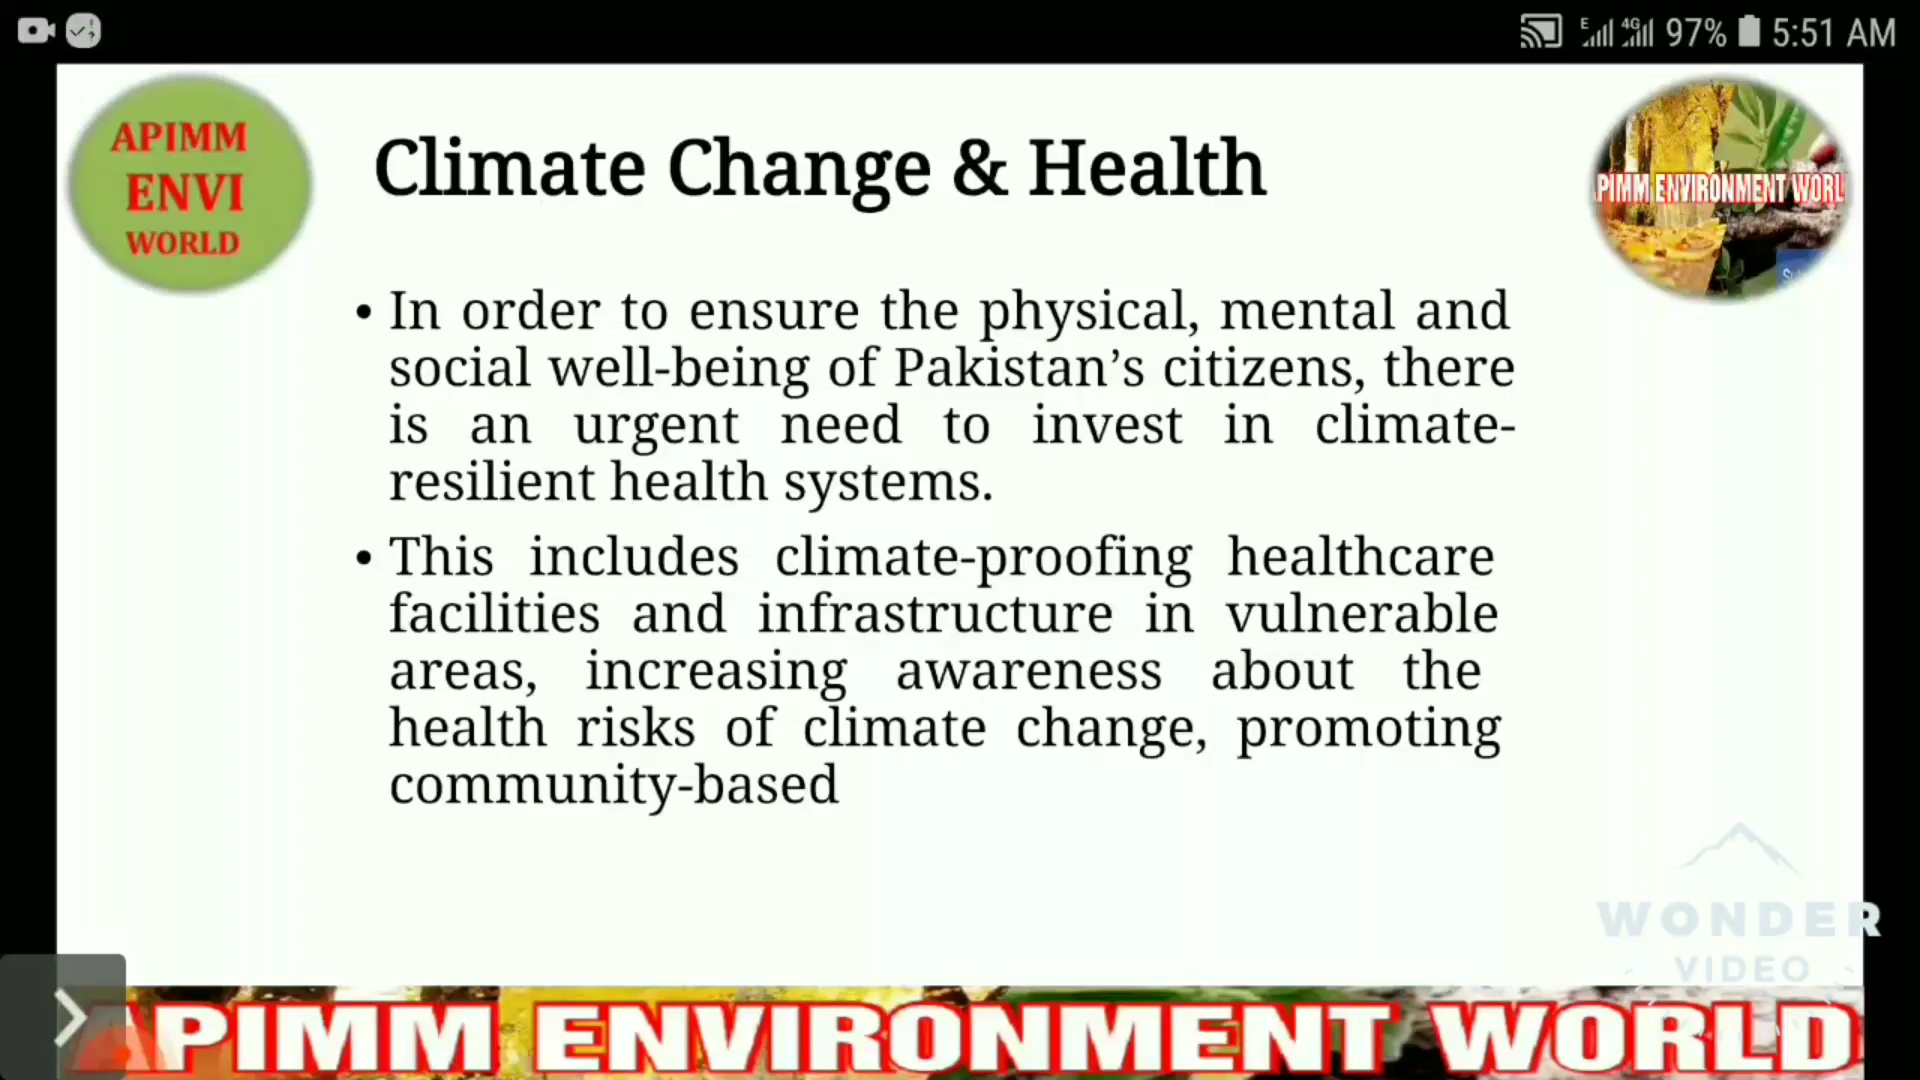 E 4G 97% 5:51 AM
APIMM
ENVI
WORLD
Climate Change & Health
PIMM ENVIRONMENT WORL
• In order to ensure the physical, mental and
social well-being of Pakistan’s citizens, there
is an urgent need to invest in climate-
resilient health systems.
• This includes climate-proofing healthcare
facilities and infrastructure in vulnerable
areas, increasing awareness about the
health risks of climate change, promoting
community-based
WONDER
VIDEO
APIMM ENVIRONMENT WORLD